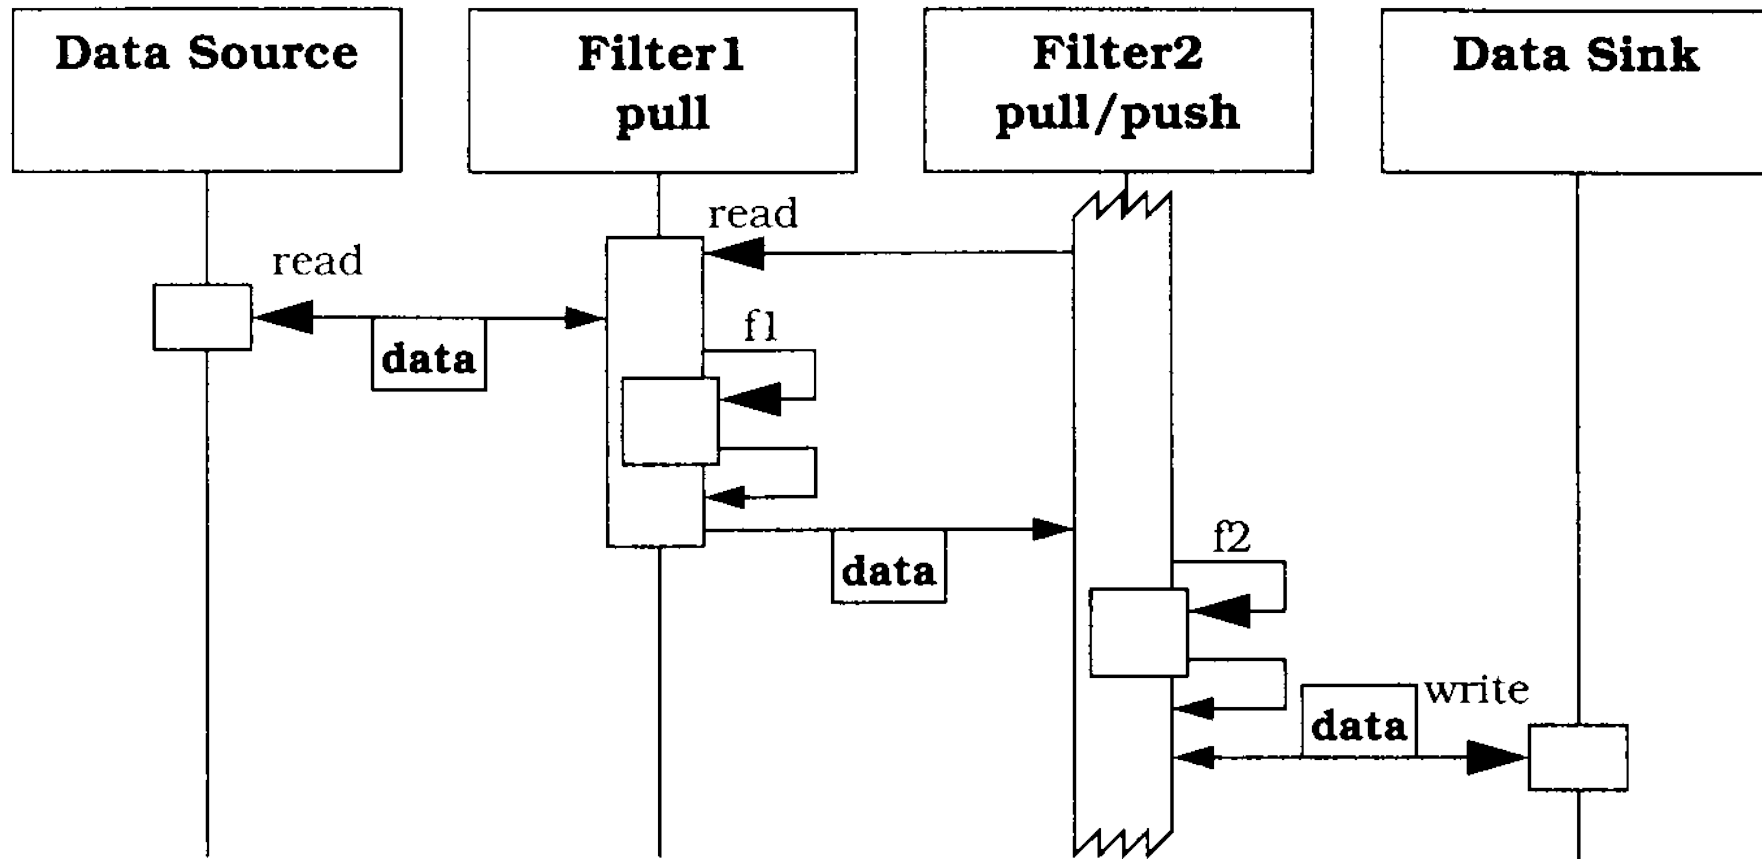 Data Source
Filter1
pull
Filter2
pull/push
Data Sink
read
read
data
f1
data
f2
write
data